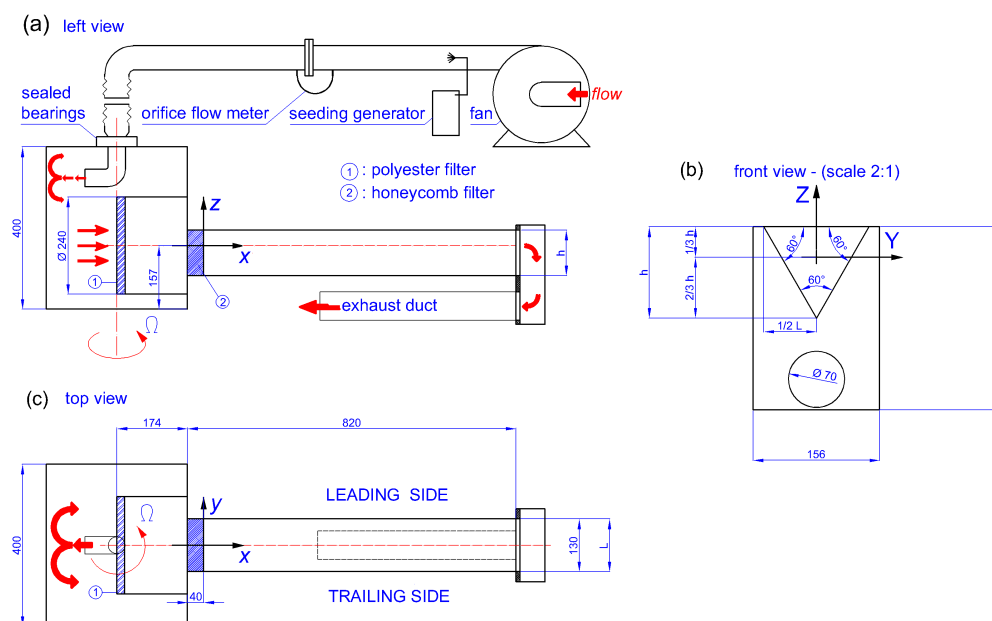 (a) left view
sealed
bearings
orifice flow meter
seeding generator
fan
flow
① : polyester filter
② : honeycomb filter
400
Ø 240
157
z
x
h
①
②
exhaust duct
Ω
(b) front view - (scale 2:1)
Z
Y
h
1/3 h
2/3 h
60°
60°
60°
1/2 L
Ø 70
156
(c) top view
174
820
LEADING SIDE
y
x
Ω
400
130
L
①
40
TRAILING SIDE